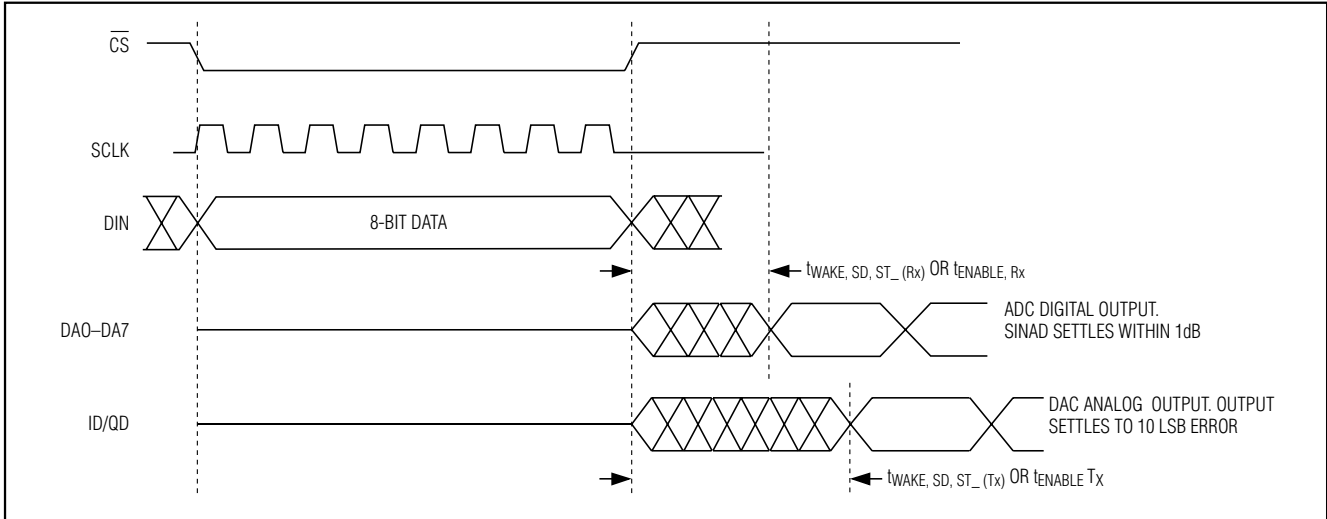 CS
SCLK
DIN
8-BIT DATA
tWAKE, SD, ST_ (Rx) OR tENABLE, Rx
DA0–DA7
ADC DIGITAL OUTPUT.
SINAD SETTLES WITHIN 1dB
ID/QD
DAC ANALOG OUTPUT. OUTPUT
SETTLES TO 10 LSB ERROR
tWAKE, SD, ST_ (Tx) OR tENABLE TX